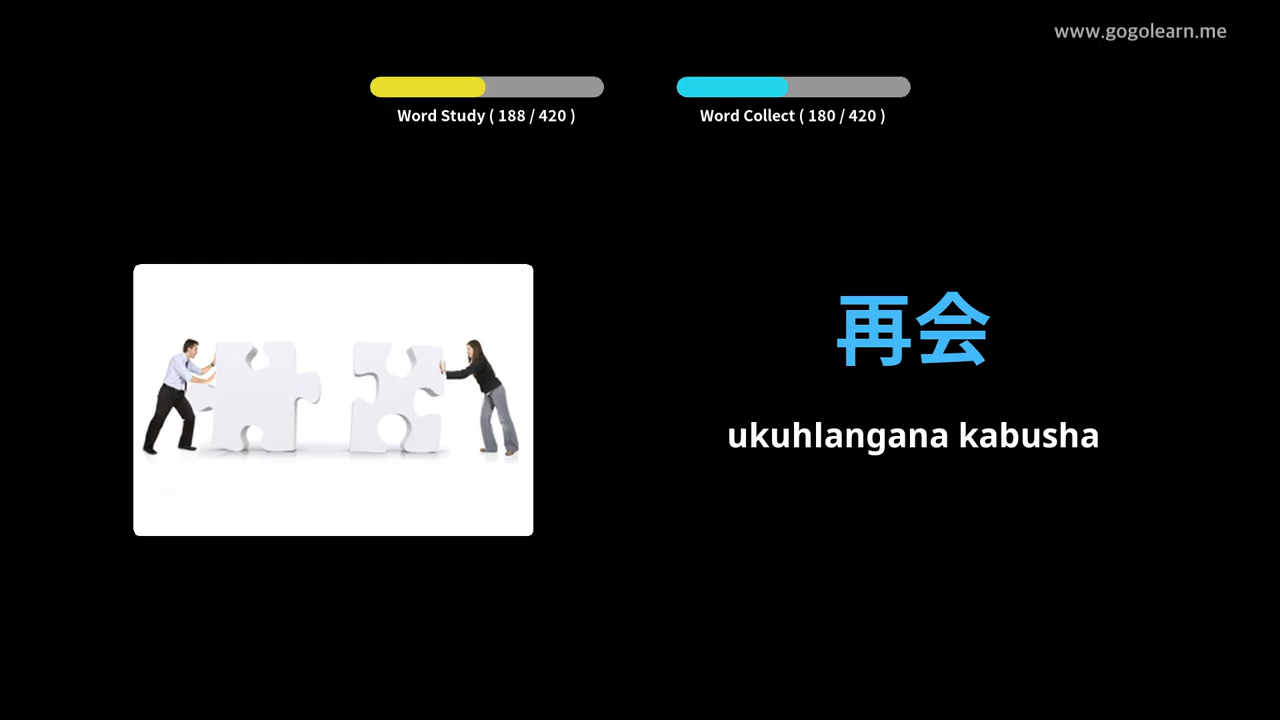 www.gogolearn.me
Word Study ( 188 / 420 )
Word Collect ( 180 / 420 )
再会
ukuhlangana kabusha